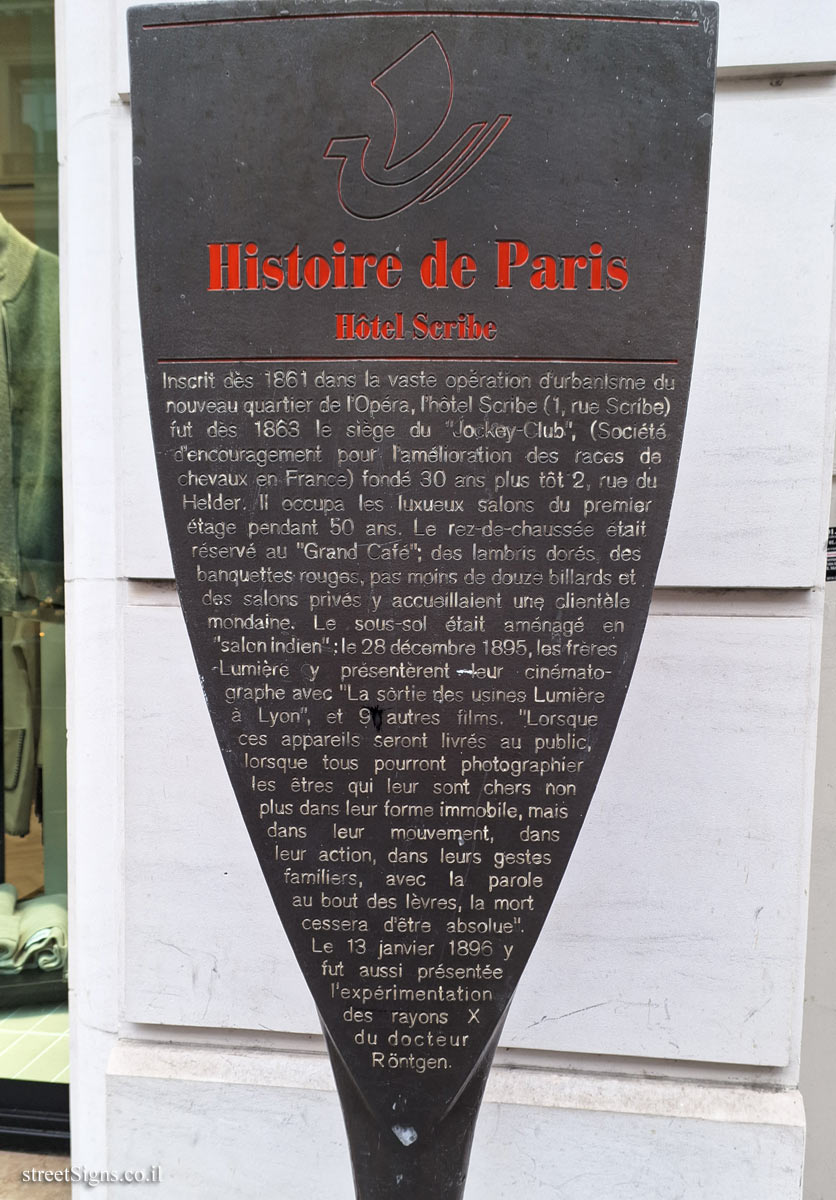 Histoire de Paris
Hôtel Scribe
Inscrit dès 1861 dans la vaste opération d'urbanisme du
nouveau quartier de l'Opéra, l'hôtel Scribe (1, rue Scribe)
fut dès 1863 le siège du "Jockey-Club", (Société
d'encouragement pour l'amélioration des races de
chevaux en France) fondé 30 ans plus tôt 2, rue du
Helder. Il occupa les luxueux salons du premier
étage pendant 50 ans. Le rez-de-chaussée était
réservé au "Grand Café"; des lambris dorés, des
banquettes rouges, pas moins de douze billards et
des salons privés y accueillaient une clientèle
mondaine. Le sous-sol était aménagé en
"salon indien" : le 28 décembre 1895, les frères
Lumière y présentèrent leur cinémato-
graphe avec "La sortie des usines Lumière
à Lyon", et 9 autres films. "Lorsque
ces appareils seront livrés au public,
lorsque tous pourront photographier
les êtres qui leur sont chers non
plus dans leur forme immobile, mais
dans leur mouvement, dans
leur action, dans leurs gestes
familiers, avec la parole
au bout des lèvres, la mort
cessera d'être absolue".
Le 13 janvier 1896 y
fut aussi présentée
l'expérimentation
des rayons X
du docteur
Röntgen.
streetSigns.co.il